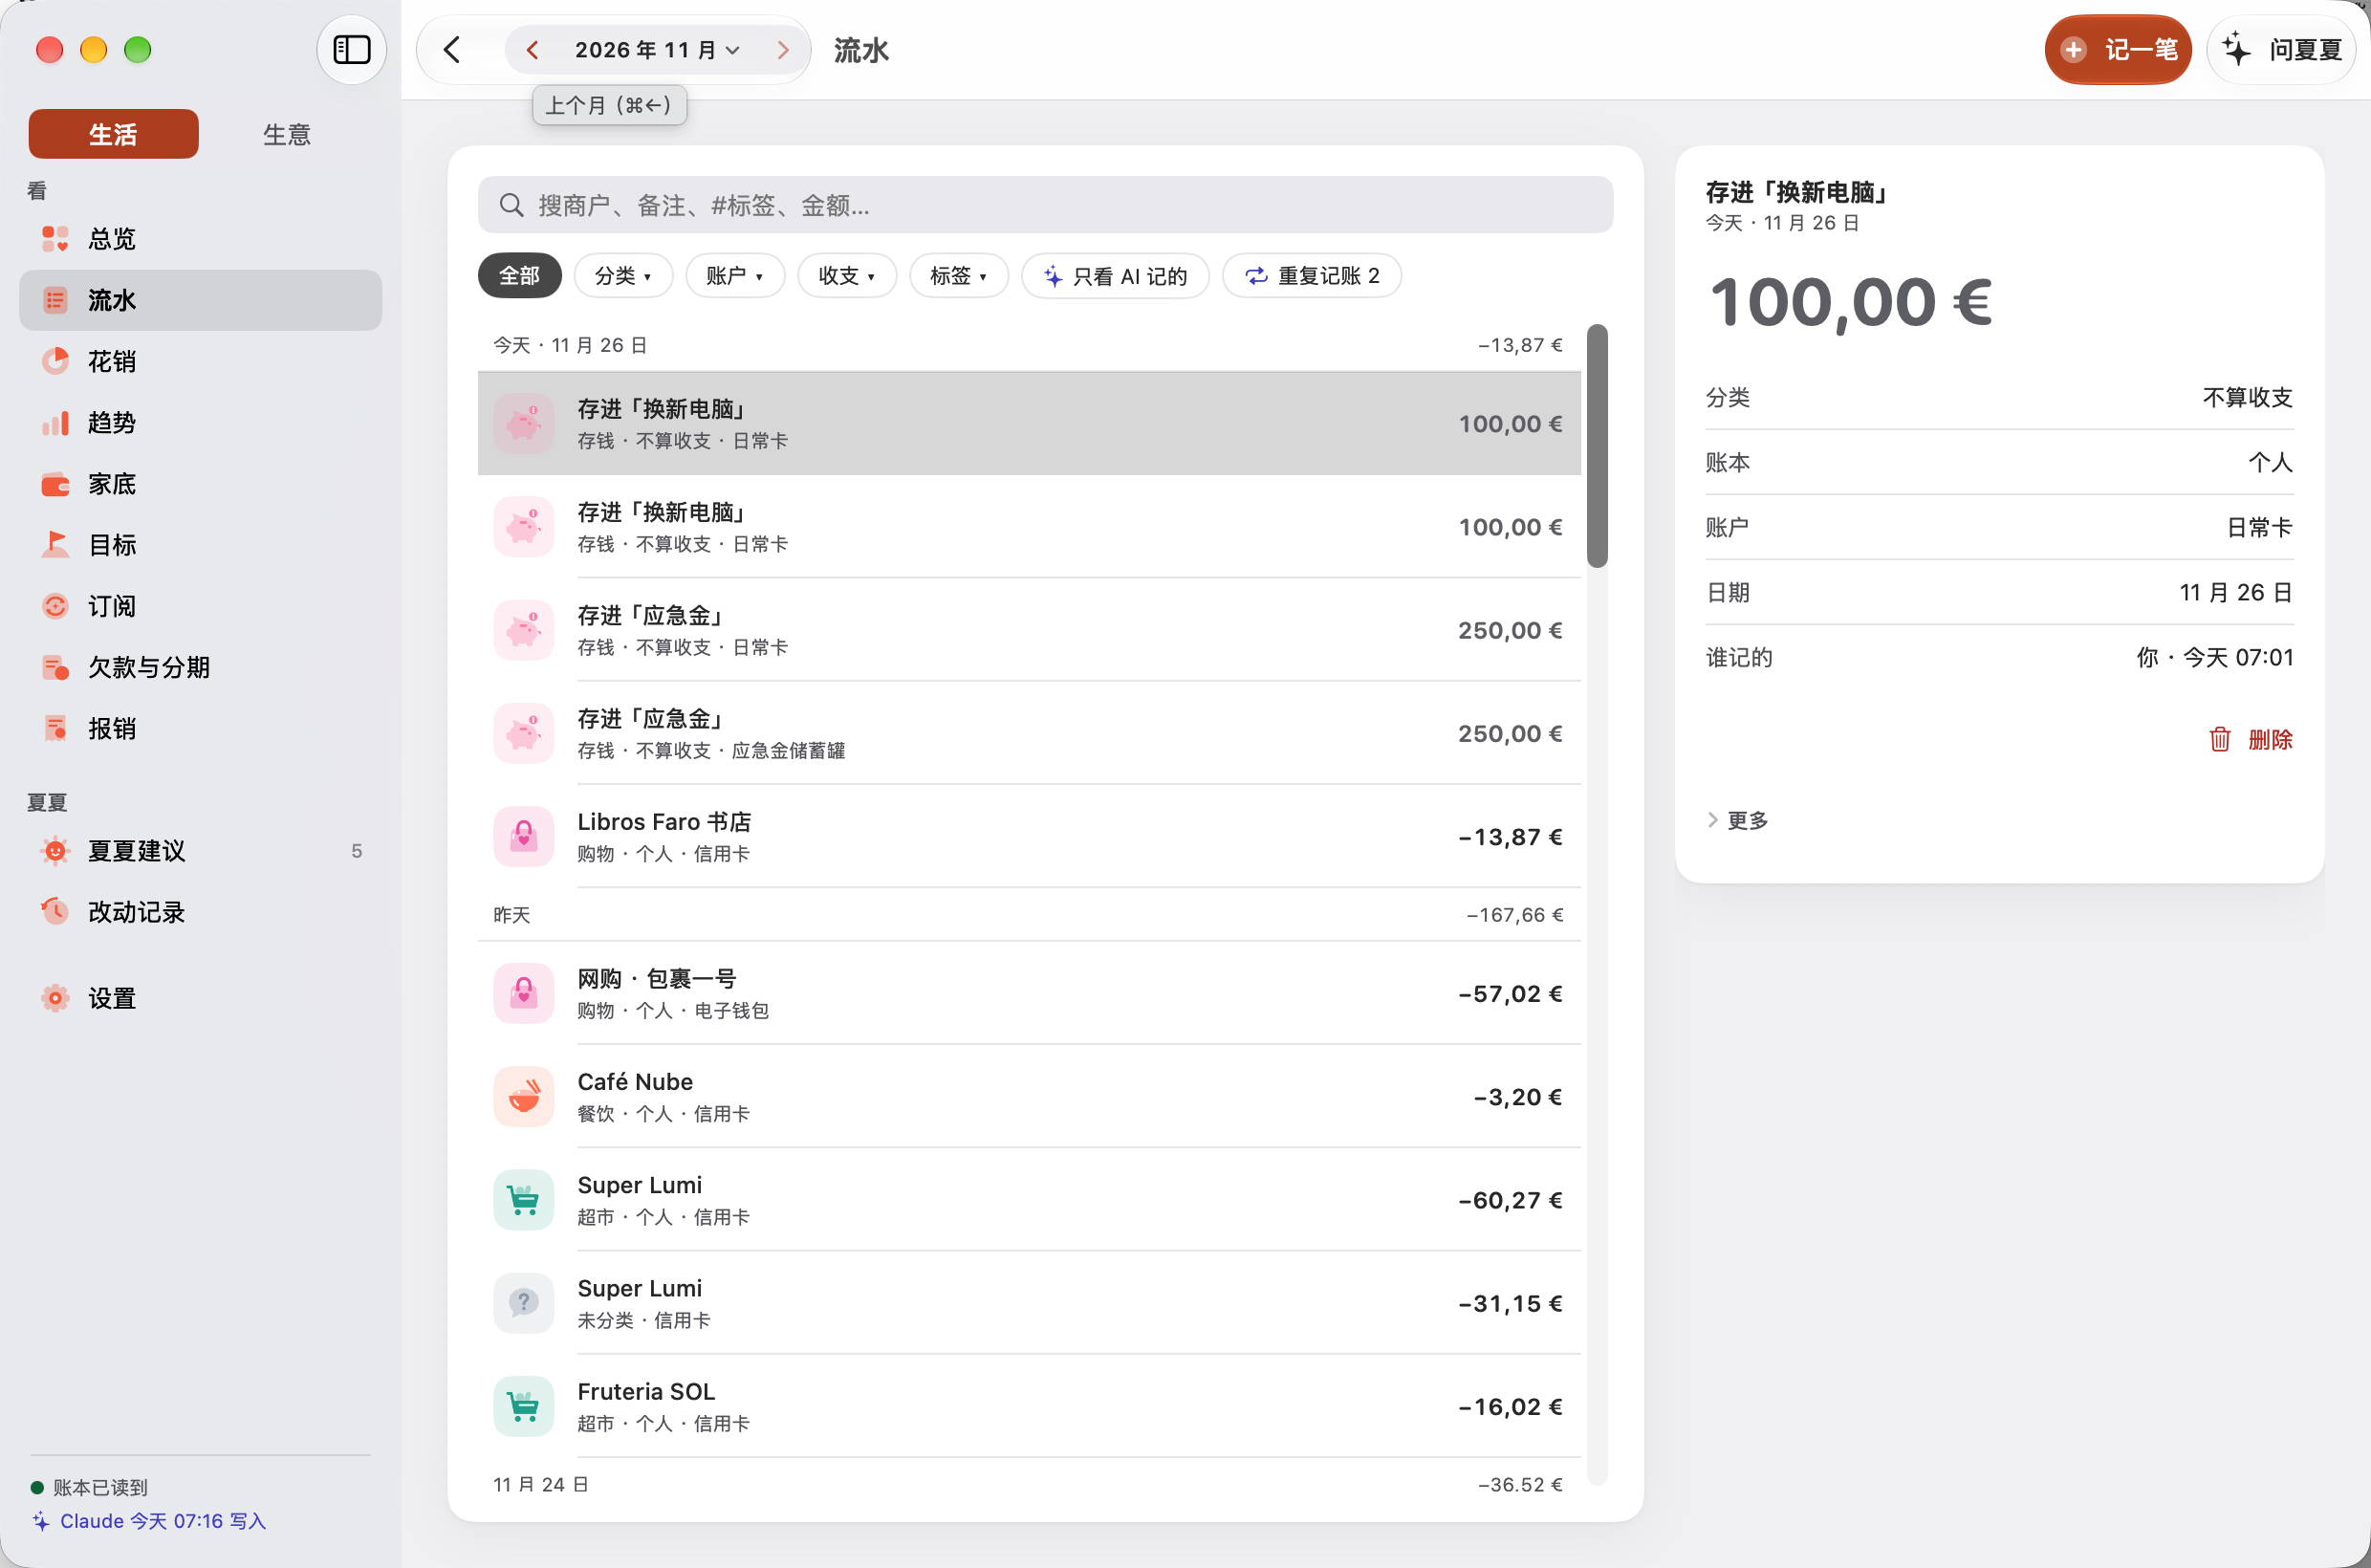 2026 年 11 月
流水
记一笔
问夏夏
上个月 (⌘←)
生活
生意
看
总览
流水
花销
趋势
家底
目标
订阅
欠款与分期
报销
夏夏
夏夏建议 5
改动记录
设置
账本已读到
Claude 今天 07:16 写入
搜商户、备注、#标签、金额...
全部
分类
账户
收支
标签
只看 AI 记的
重复记账 2
今天 · 11 月 26 日 −13,87 €
存进「换新电脑」 100,00 €
存钱 · 不算收支 · 日常卡
存进「换新电脑」 100,00 €
存钱 · 不算收支 · 日常卡
存进「应急金」 250,00 €
存钱 · 不算收支 · 日常卡
存进「应急金」 250,00 €
存钱 · 不算收支 · 应急金储蓄罐
Libros Faro 书店 −13,87 €
购物 · 个人 · 信用卡
昨天 −167,66 €
网购 · 包裹一号 −57,02 €
购物 · 个人 · 电子钱包
Café Nube −3,20 €
餐饮 · 个人 · 信用卡
Super Lumi −60,27 €
超市 · 个人 · 信用卡
Super Lumi −31,15 €
未分类 · 信用卡
Fruteria SOL −16,02 €
超市 · 个人 · 信用卡
11 月 24 日 −36.52 €
存进「换新电脑」
今天 · 11 月 26 日
100,00 €
分类 不算收支
账本 个人
账户 日常卡
日期 11 月 26 日
谁记的 你 · 今天 07:01
删除
更多